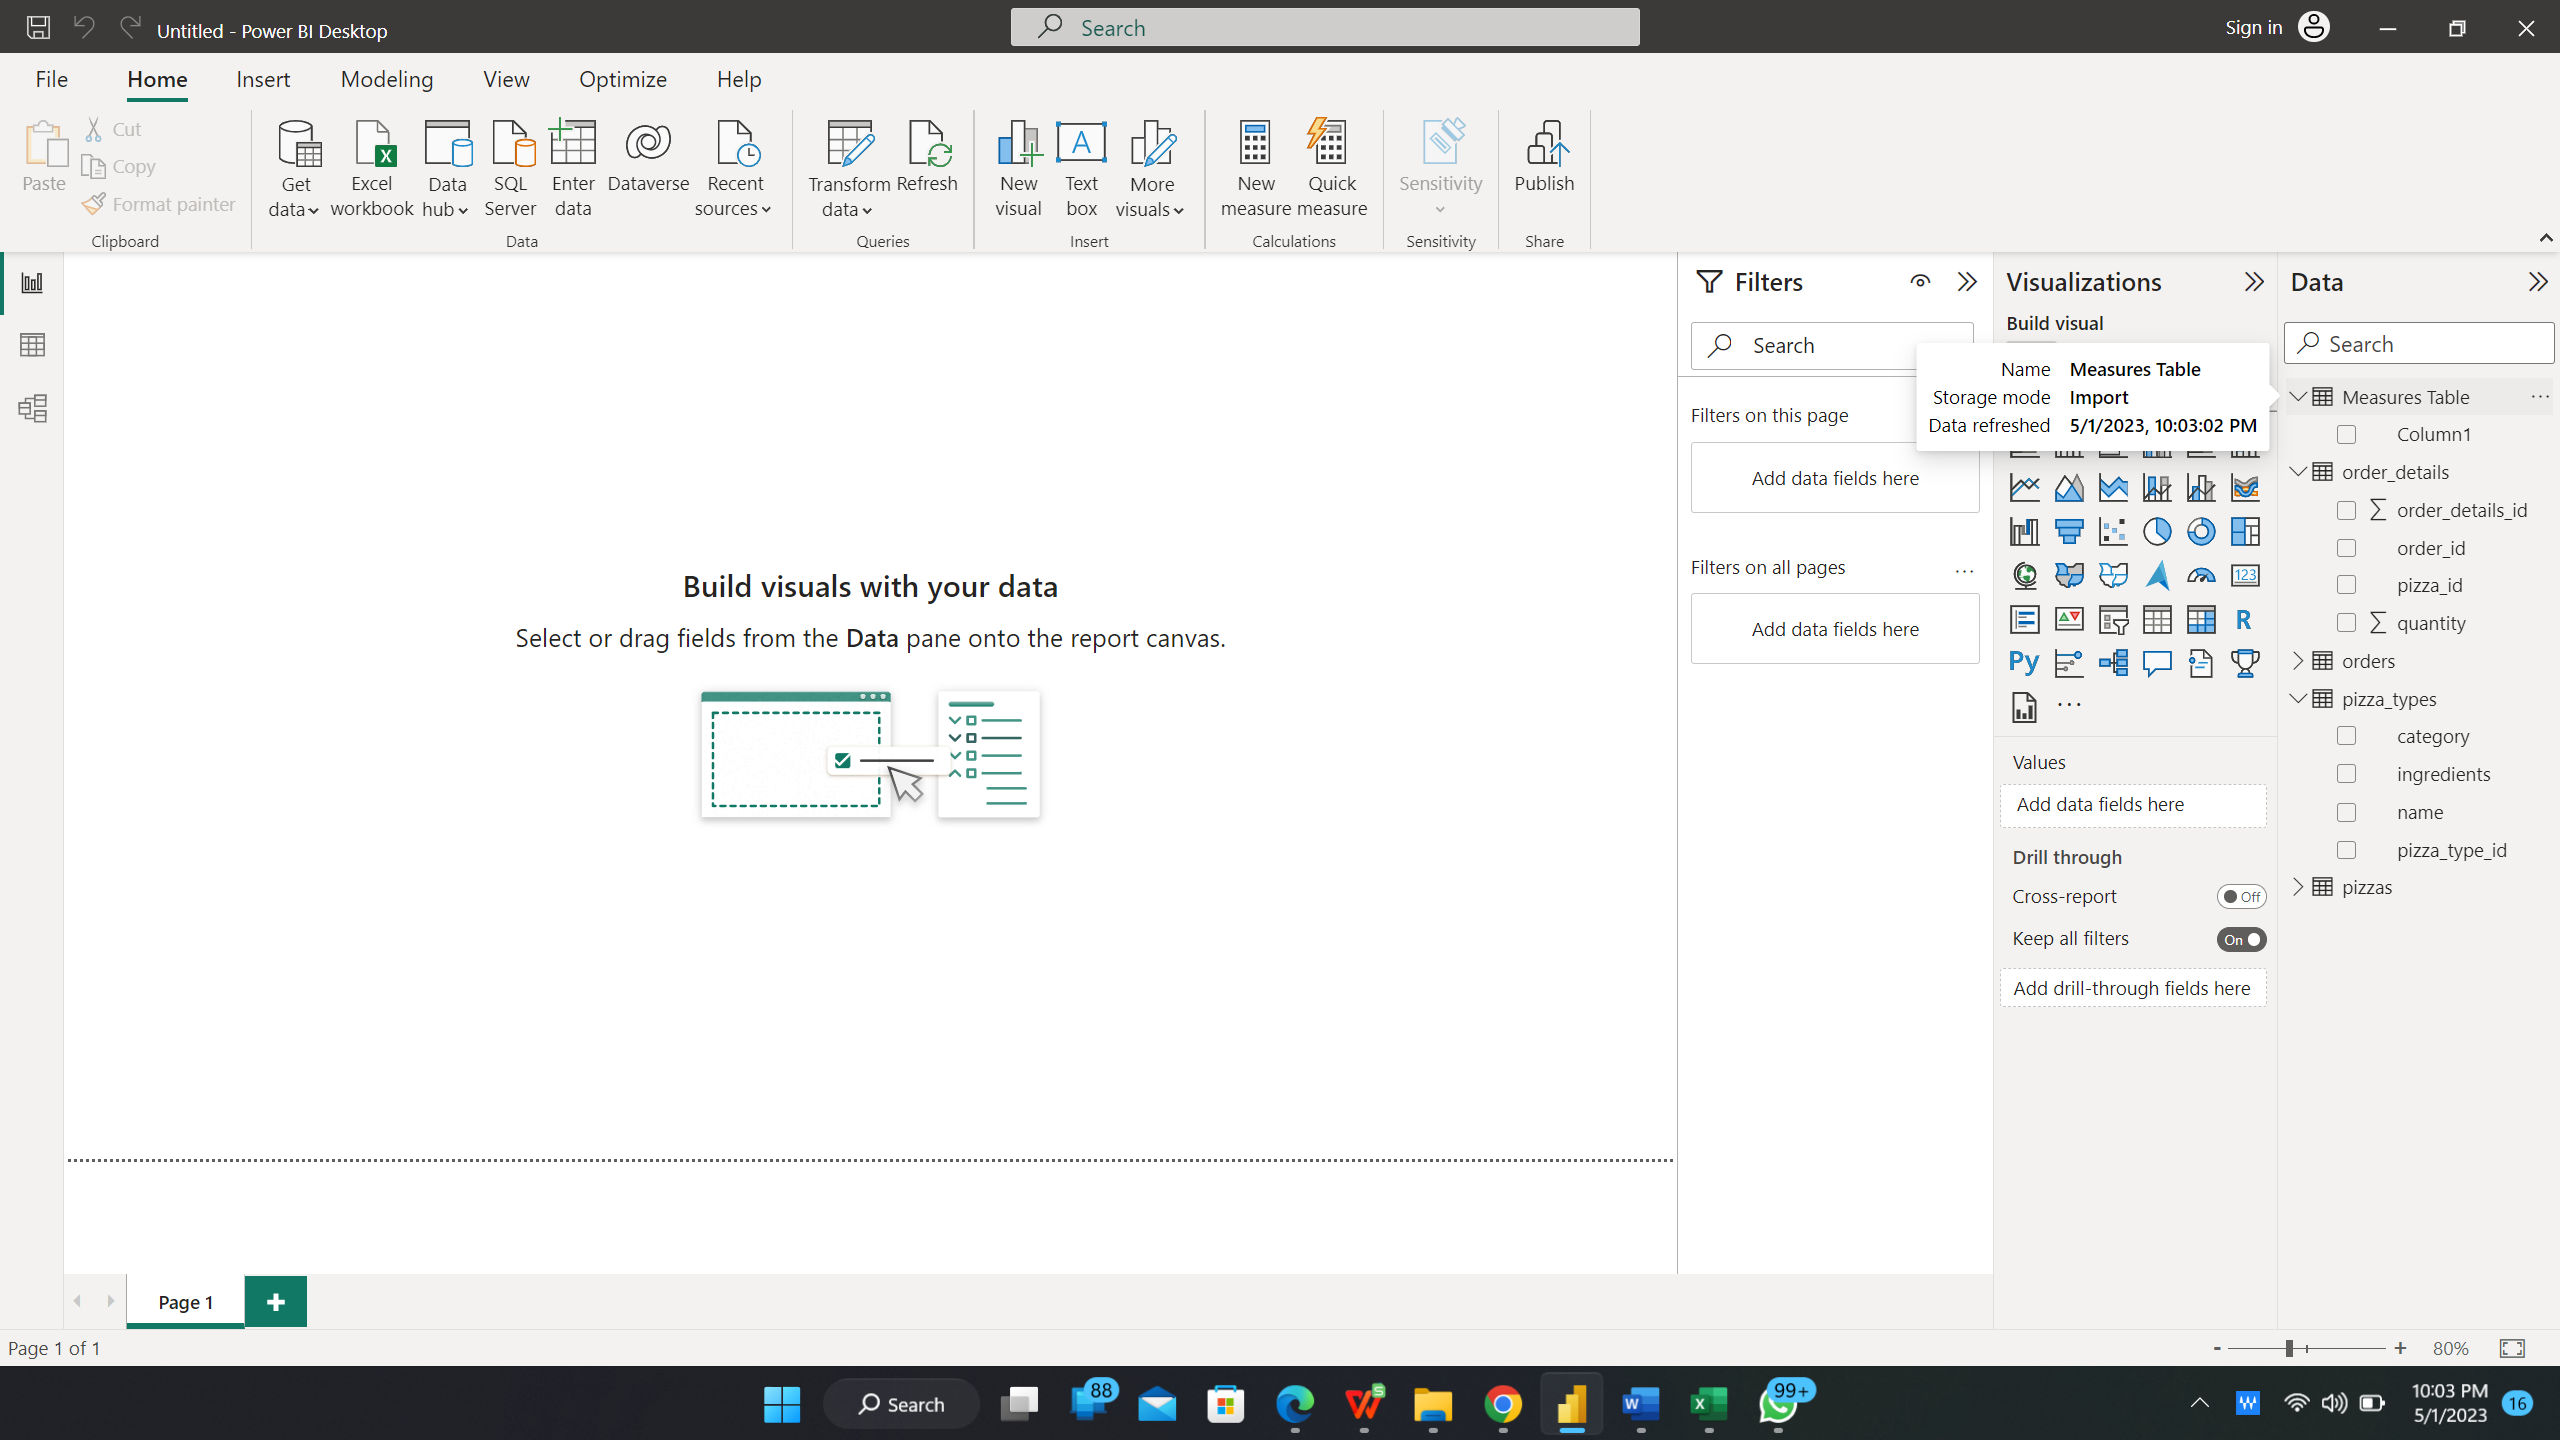 Untitled - Power BI Desktop
Search
Sign in
File Home Insert Modeling View Optimize Help
Paste
Cut
Copy
Format painter
Clipboard
Get data
Excel workbook
Data hub
SQL Server
Enter data
Dataverse
Recent sources
Data
Transform data
Refresh
Queries
New visual
Text box
More visuals
Insert
New measure
Quick measure
Calculations
Sensitivity
Sensitivity
Publish
Share
Build visuals with your data
Select or drag fields from the Data pane onto the report canvas.
Filters
Search
Filters on this page
Add data fields here
Filters on all pages
Add data fields here
Visualizations
Build visual
Name Measures Table
Storage mode Import
Data refreshed 5/1/2023, 10:03:02 PM
123
R
Py
Values
Add data fields here
Drill through
Cross-report Off
Keep all filters On
Add drill-through fields here
Data
Search
Measures Table
Column1
order_details
order_details_id
order_id
pizza_id
quantity
orders
pizza_types
category
ingredients
name
pizza_type_id
pizzas
Page 1
Page 1 of 1
80%
Search
88
99+
10:03 PM
5/1/2023
16